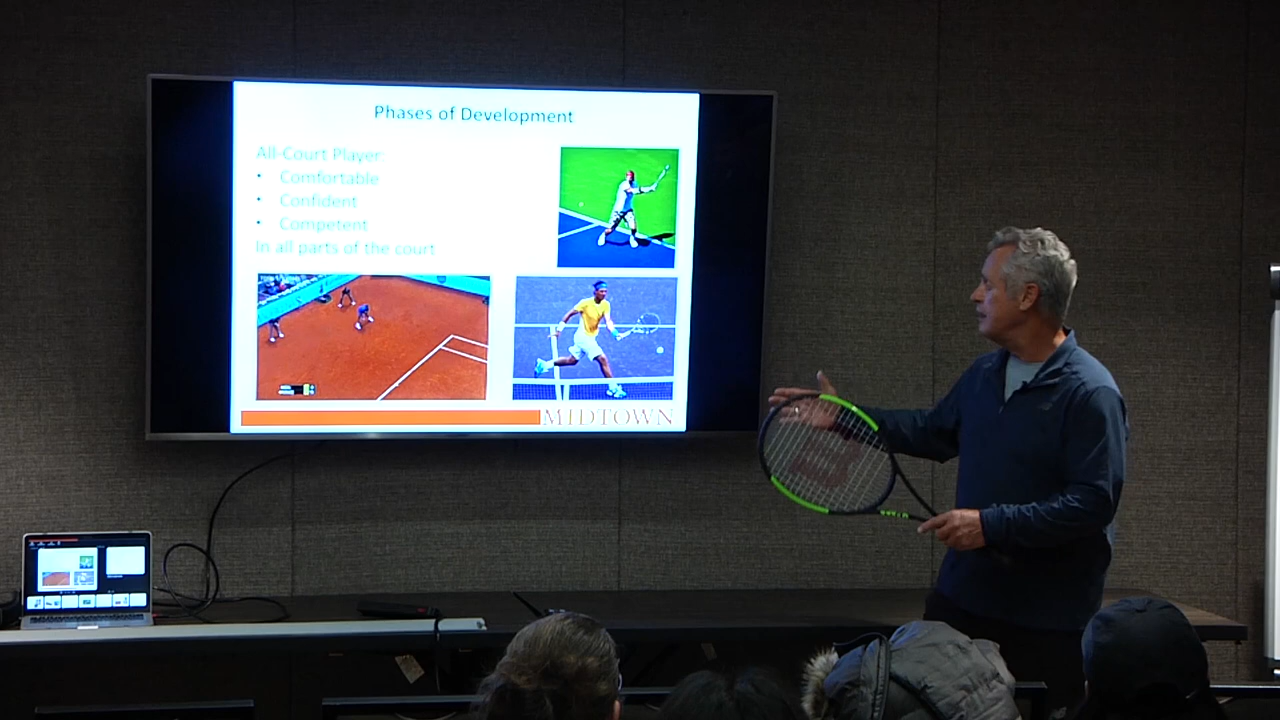 Phases of Development
All-Court Player:
• Comfortable
• Confident
• Competent
In all parts of the court
MIDTOWN